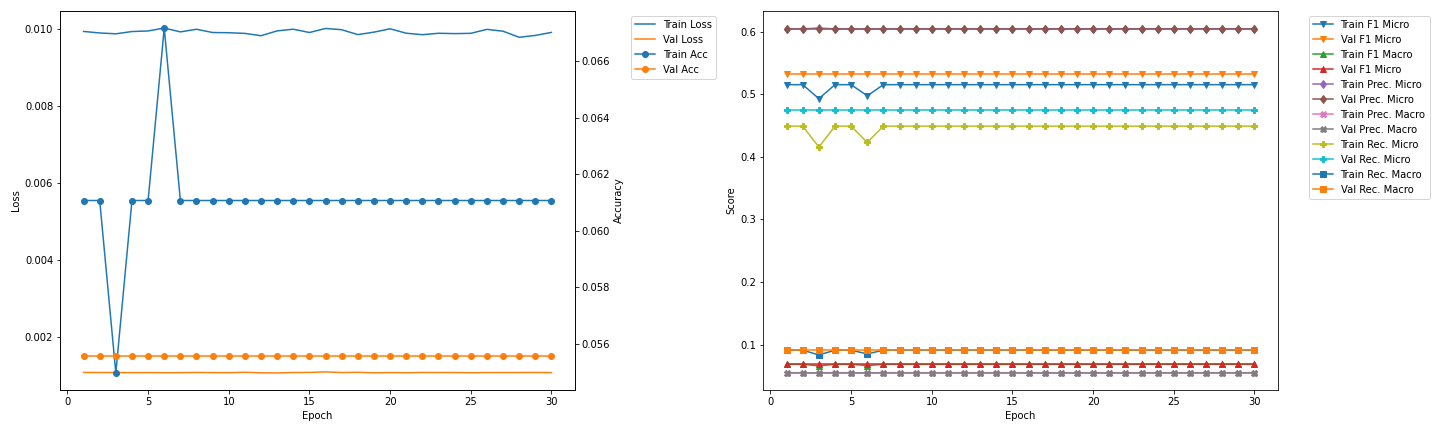 0.010
0.008
0.006
0.004
0.002
Loss
0
5
10
15
20
25
30
Epoch
0.066
0.064
0.062
0.060
0.058
0.056
Accuracy
Train Loss
Val Loss
Train Acc
Val Acc
0.6
0.5
0.4
0.3
0.2
0.1
Score
0
5
10
15
20
25
30
Epoch
Train F1 Micro
Val F1 Micro
Train F1 Macro
Val F1 Micro
Train Prec. Micro
Val Prec. Micro
Train Prec. Macro
Val Prec. Macro
Train Rec. Micro
Val Rec. Micro
Train Rec. Macro
Val Rec. Macro